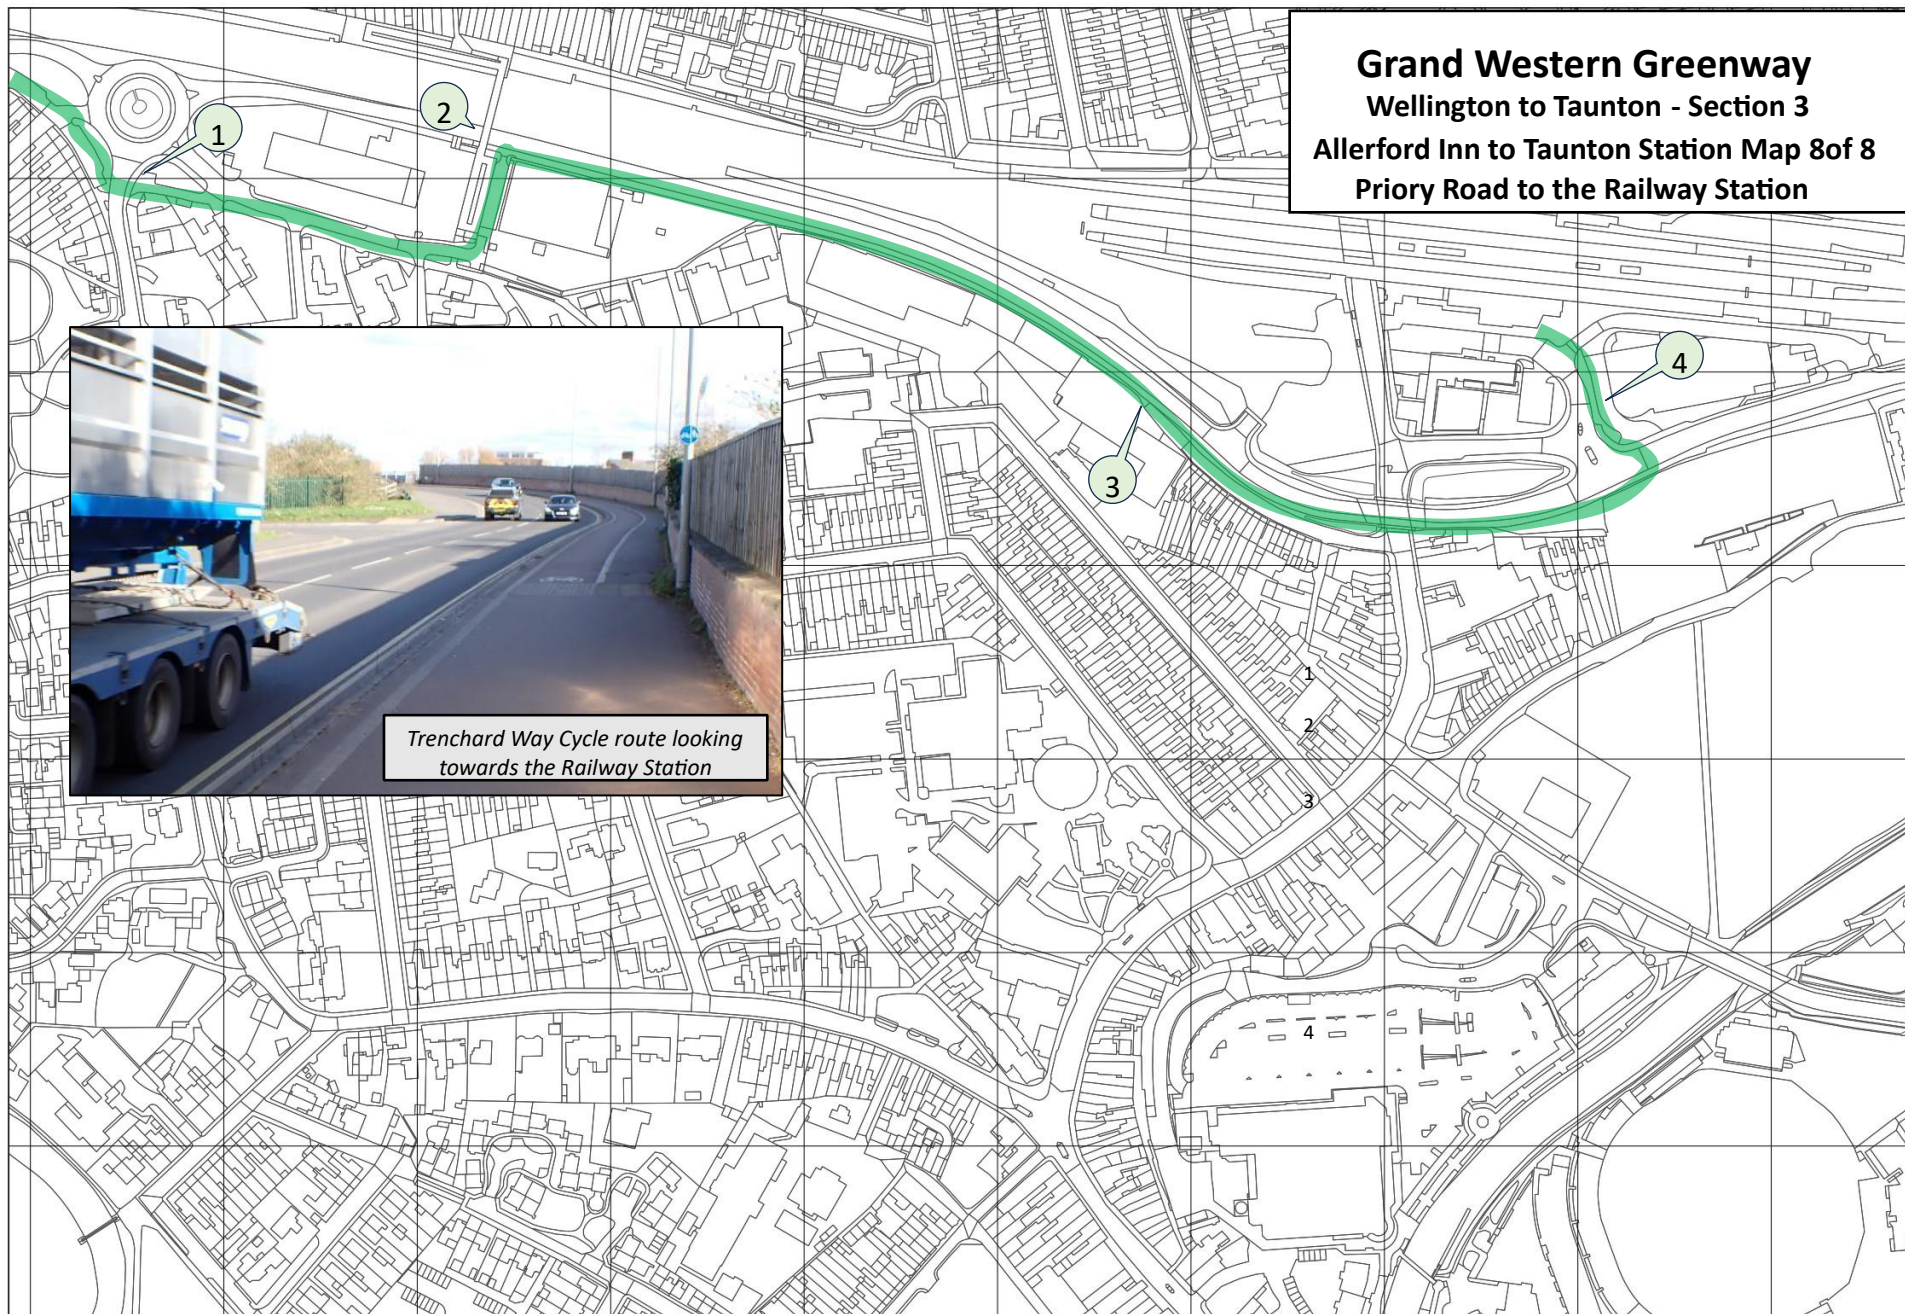 Grand Western Greenway
Wellington to Taunton - Section 3
Allerford Inn to Taunton Station Map 8of 8
Priory Road to the Railway Station
1
2
3
4
Trenchard Way Cycle route looking
towards the Railway Station
1
2
3
4